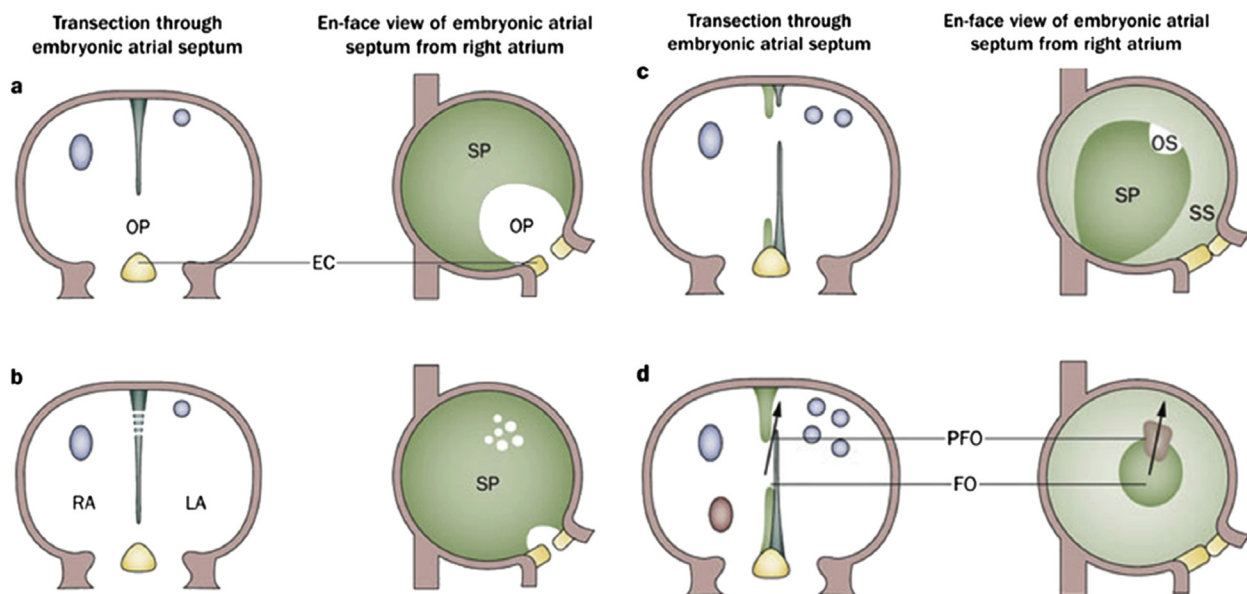 Transection through
embryonic atrial septum
En-face view of embryonic atrial
septum from right atrium
Transection through
embryonic atrial septum
En-face view of embryonic atrial
septum from right atrium
a
SP
OP
OP
EC
c
OS
SP
SS
b
RA
LA
SP
d
PFO
FO